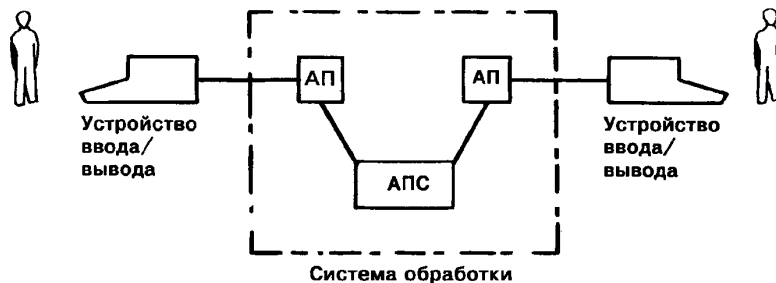 АП
АП
Устройство
ввода/
вывода
АПС
Устройство
ввода/
вывода
Система обработки